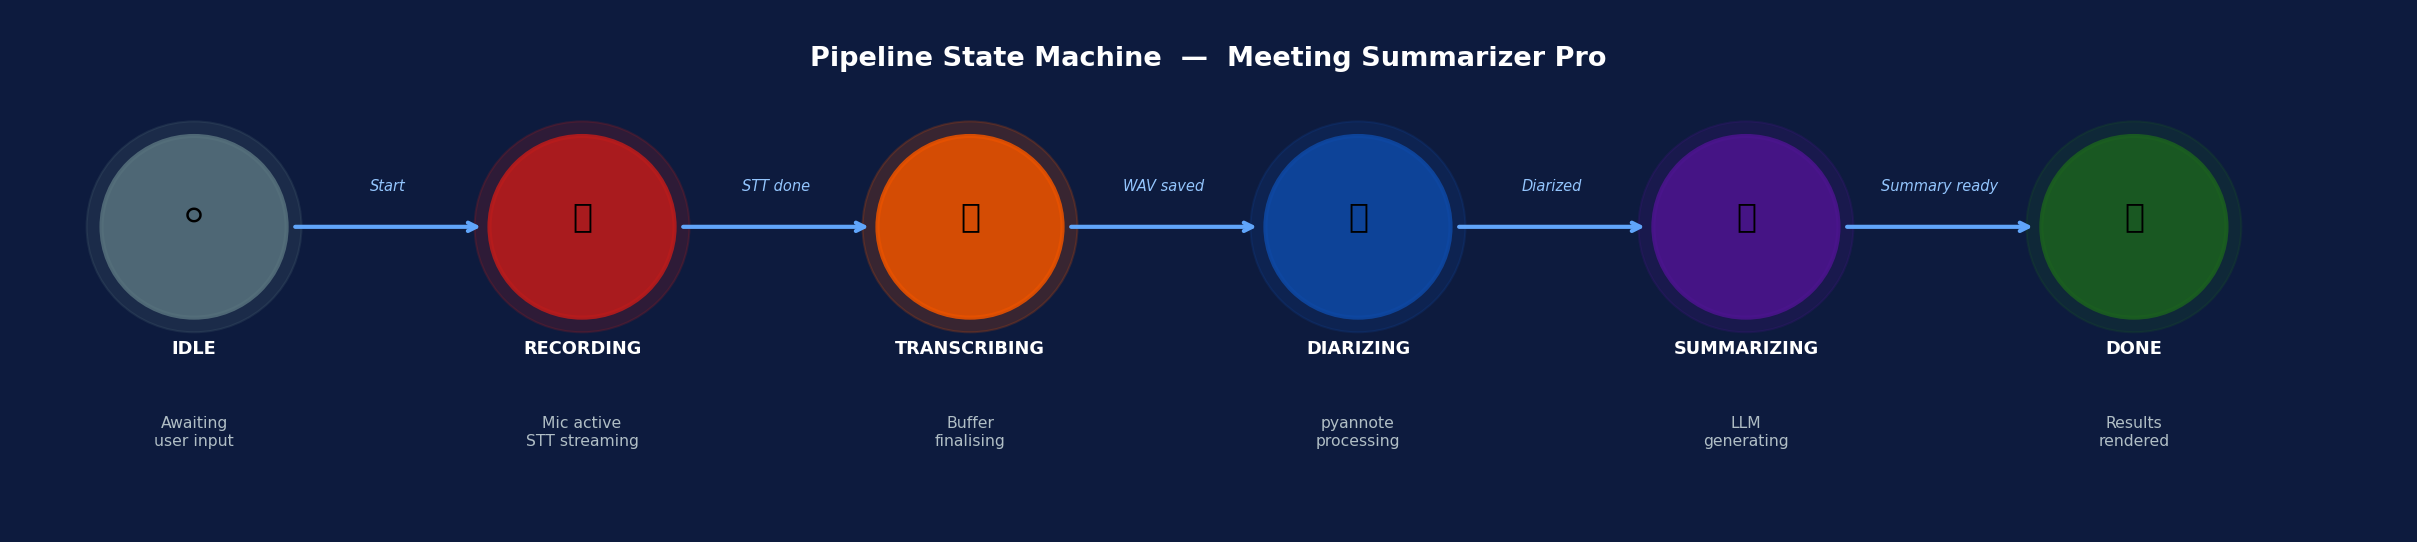 Pipeline State Machine — Meeting Summarizer Pro
Start
STT done
WAV saved
Diarized
Summary ready
IDLE
RECORDING
TRANSCRIBING
DIARIZING
SUMMARIZING
DONE
Awaiting
user input
Mic active
STT streaming
Buffer
finalising
pyannote
processing
LLM
generating
Results
rendered